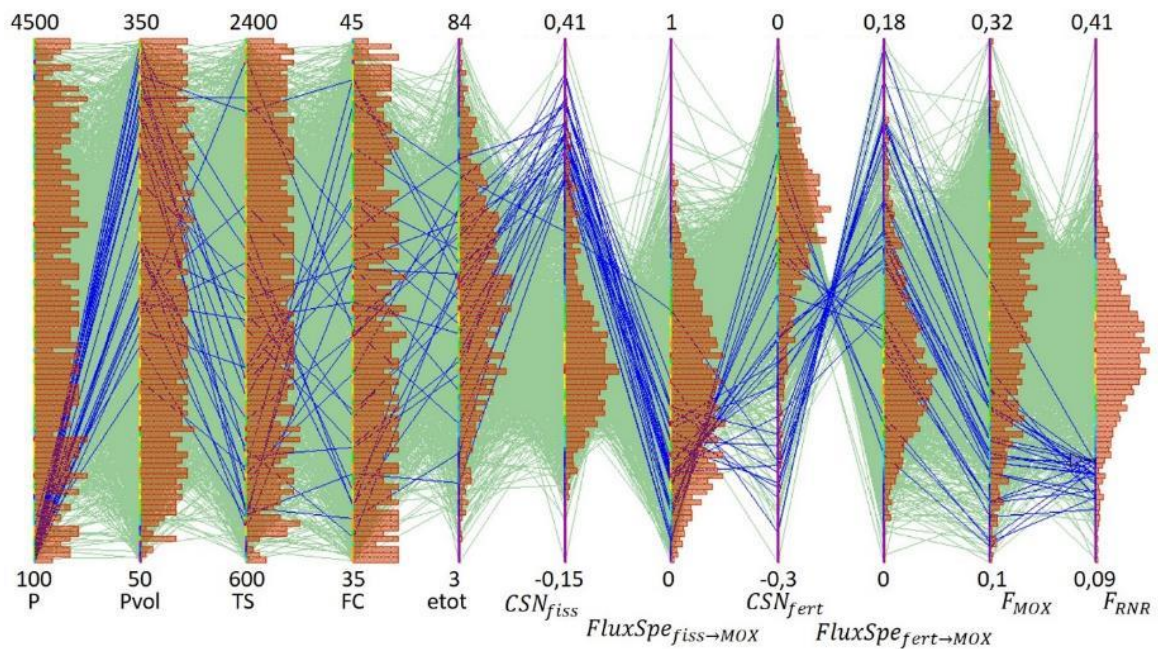 4500 350 2400 45 84 0,41 1 0 0,18 0,32 0,41
100 50 600 35 3 -0,15 0 -0,3 0 0,1 0,09
P Pvol TS FC etot CSN_fiss CSN_fert F_MOX F_RNR
FluxSpe_fiss→MOX FluxSpe_fert→MOX